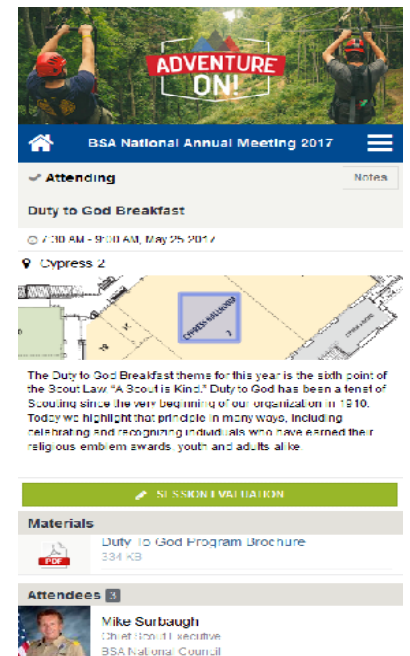 ADVENTURE
ON!
BSA National Annual Meeting 2017
Attending
Notes
Duty to God Breakfast
7:30 AM - 9:00 AM, May 25 2017
Cypress 2
CYPRESS BALLROOM
2
The Duty to God Breakfast theme for this year is the sixth point of
the Scout Law "A Scout is Kind." Duty to God has been a tenet of
Scouting since the very beginning of our organization in 1910.
Today we highlight that principle in many ways, including
celebrating and recognizing individuals who have earned their
religious emblem awards, youth and adults alike.
SESSION EVALUATION
Materials
PDF
Duty To God Program Brochure
334 KB
Attendees 3
Mike Surbaugh
Chief Scout Executive
BSA National Council